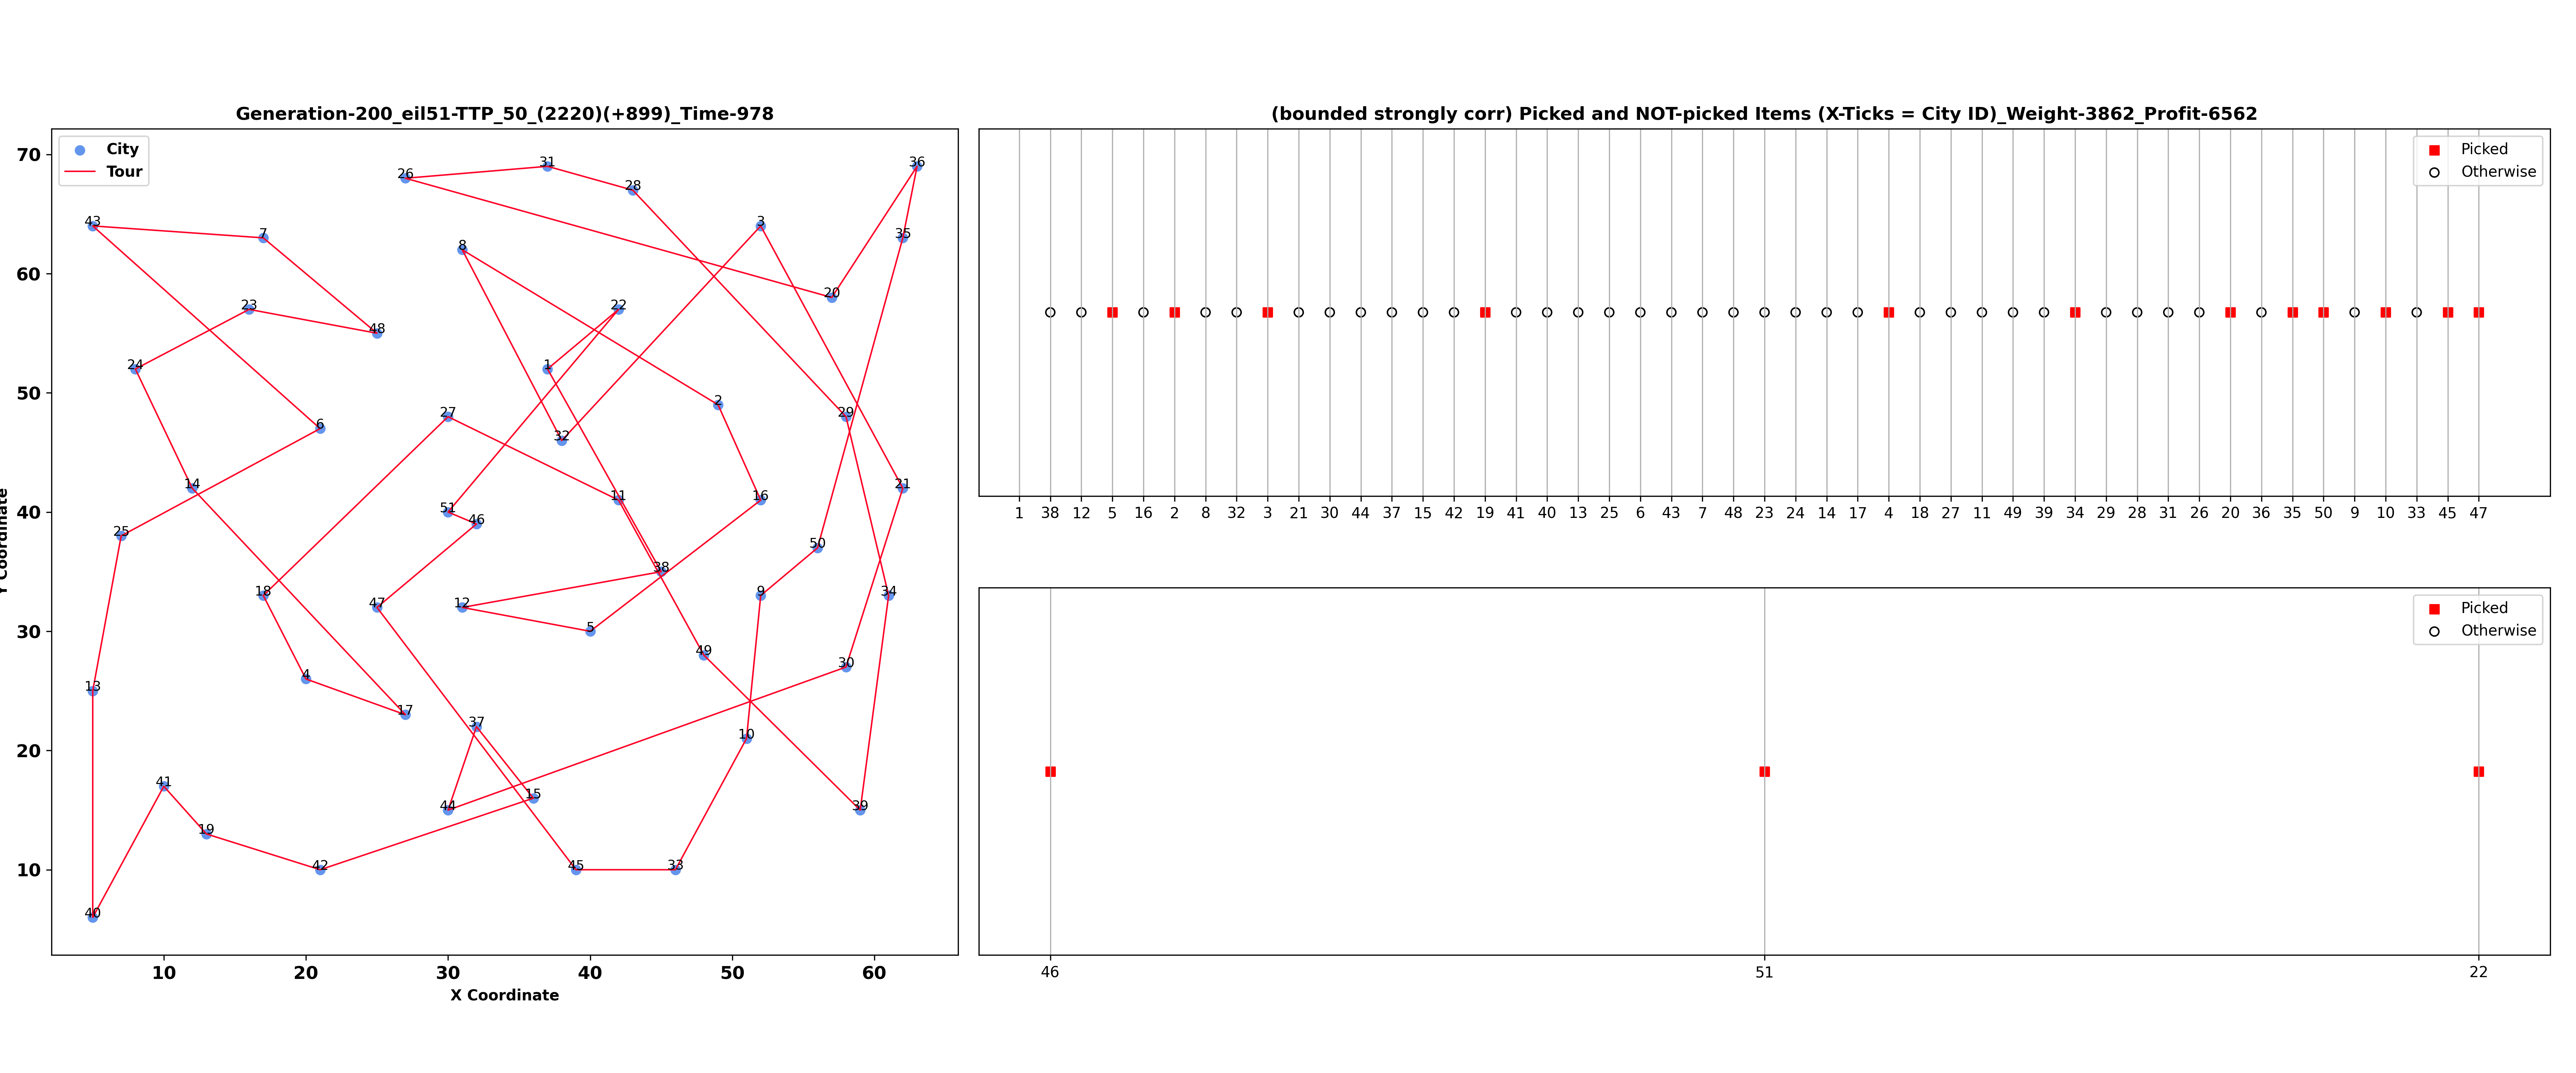 Generation-200_eil51-TTP_50_(2220)(+899)_Time-978
City
Tour
70
60
50
40
30
20
10
26 31 28 36
43 7 8 3 35
23 48 22 20
24 1
6 27 32 2 29
14 51 46 11 16 21
25 38 50
18 47 12 5 9 34
13 4 17 37 49 30
41 19 44 15 10 39
40 42 45 33
10 20 30 40 50 60
X Coordinate
Y Coordinate
(bounded strongly corr) Picked and NOT-picked Items (X-Ticks = City ID)_Weight-3862_Profit-6562
Picked
Otherwise
1 38 12 5 16 2 8 32 3 21 30 44 37 15 42 19 41 40 13 25 6 43 7 48 23 24 14 17 4 18 27 11 49 39 34 29 28 31 26 20 36 35 50 9 10 33 45 47
Picked
Otherwise
46 51 22